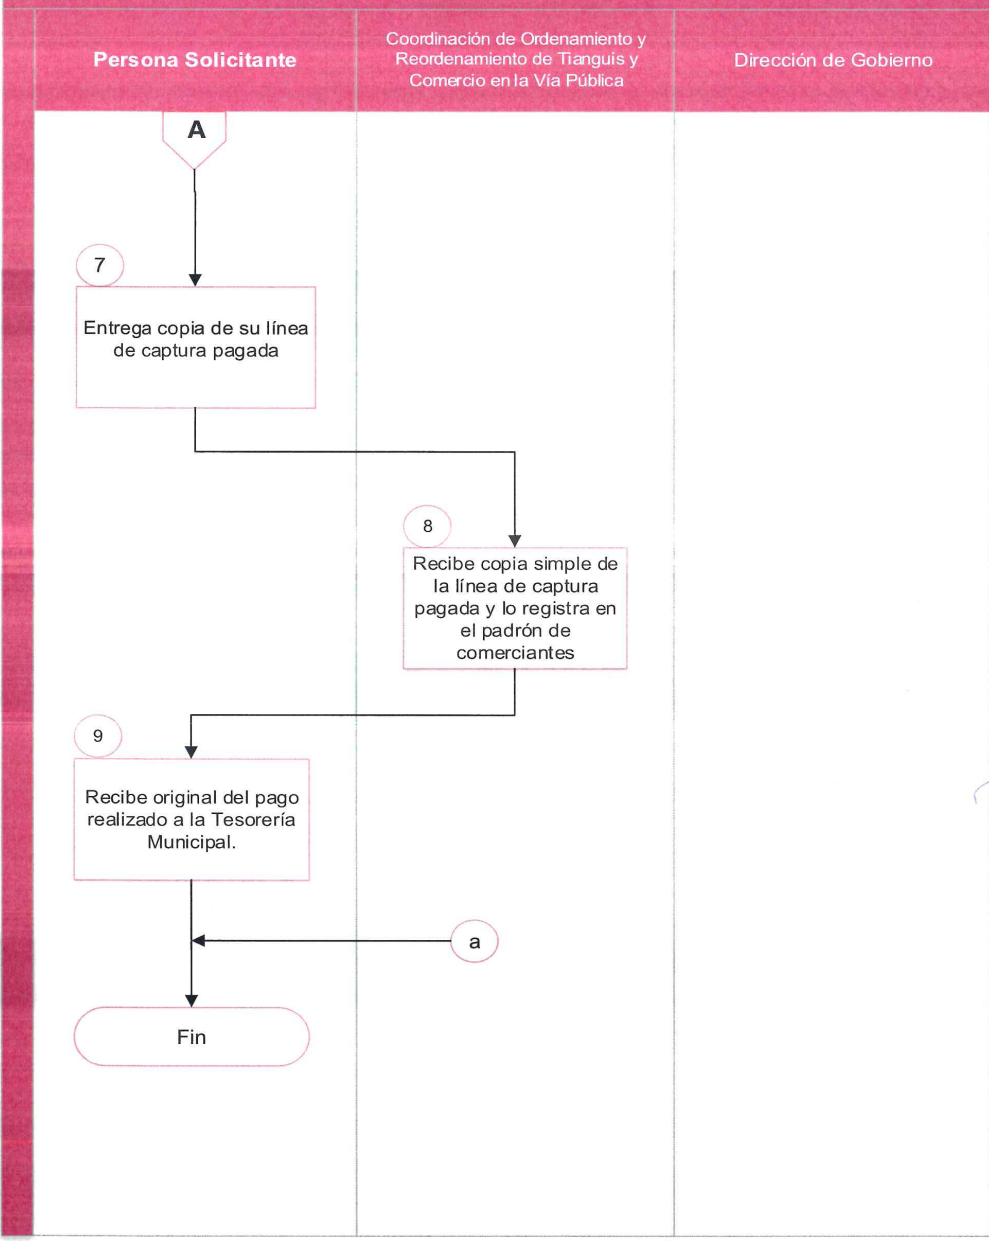 Persona Solicitante
Coordinación de Ordenamiento y
Reordenamiento de Tianguis y
Comercio en la Vía Pública
Dirección de Gobierno
A
7
Entrega copia de su línea
de captura pagada
8
Recibe copia simple de
la línea de captura
pagada y lo registra en
el padrón de
comerciantes
9
Recibe original del pago
realizado a la Tesorería
Municipal.
a
Fin